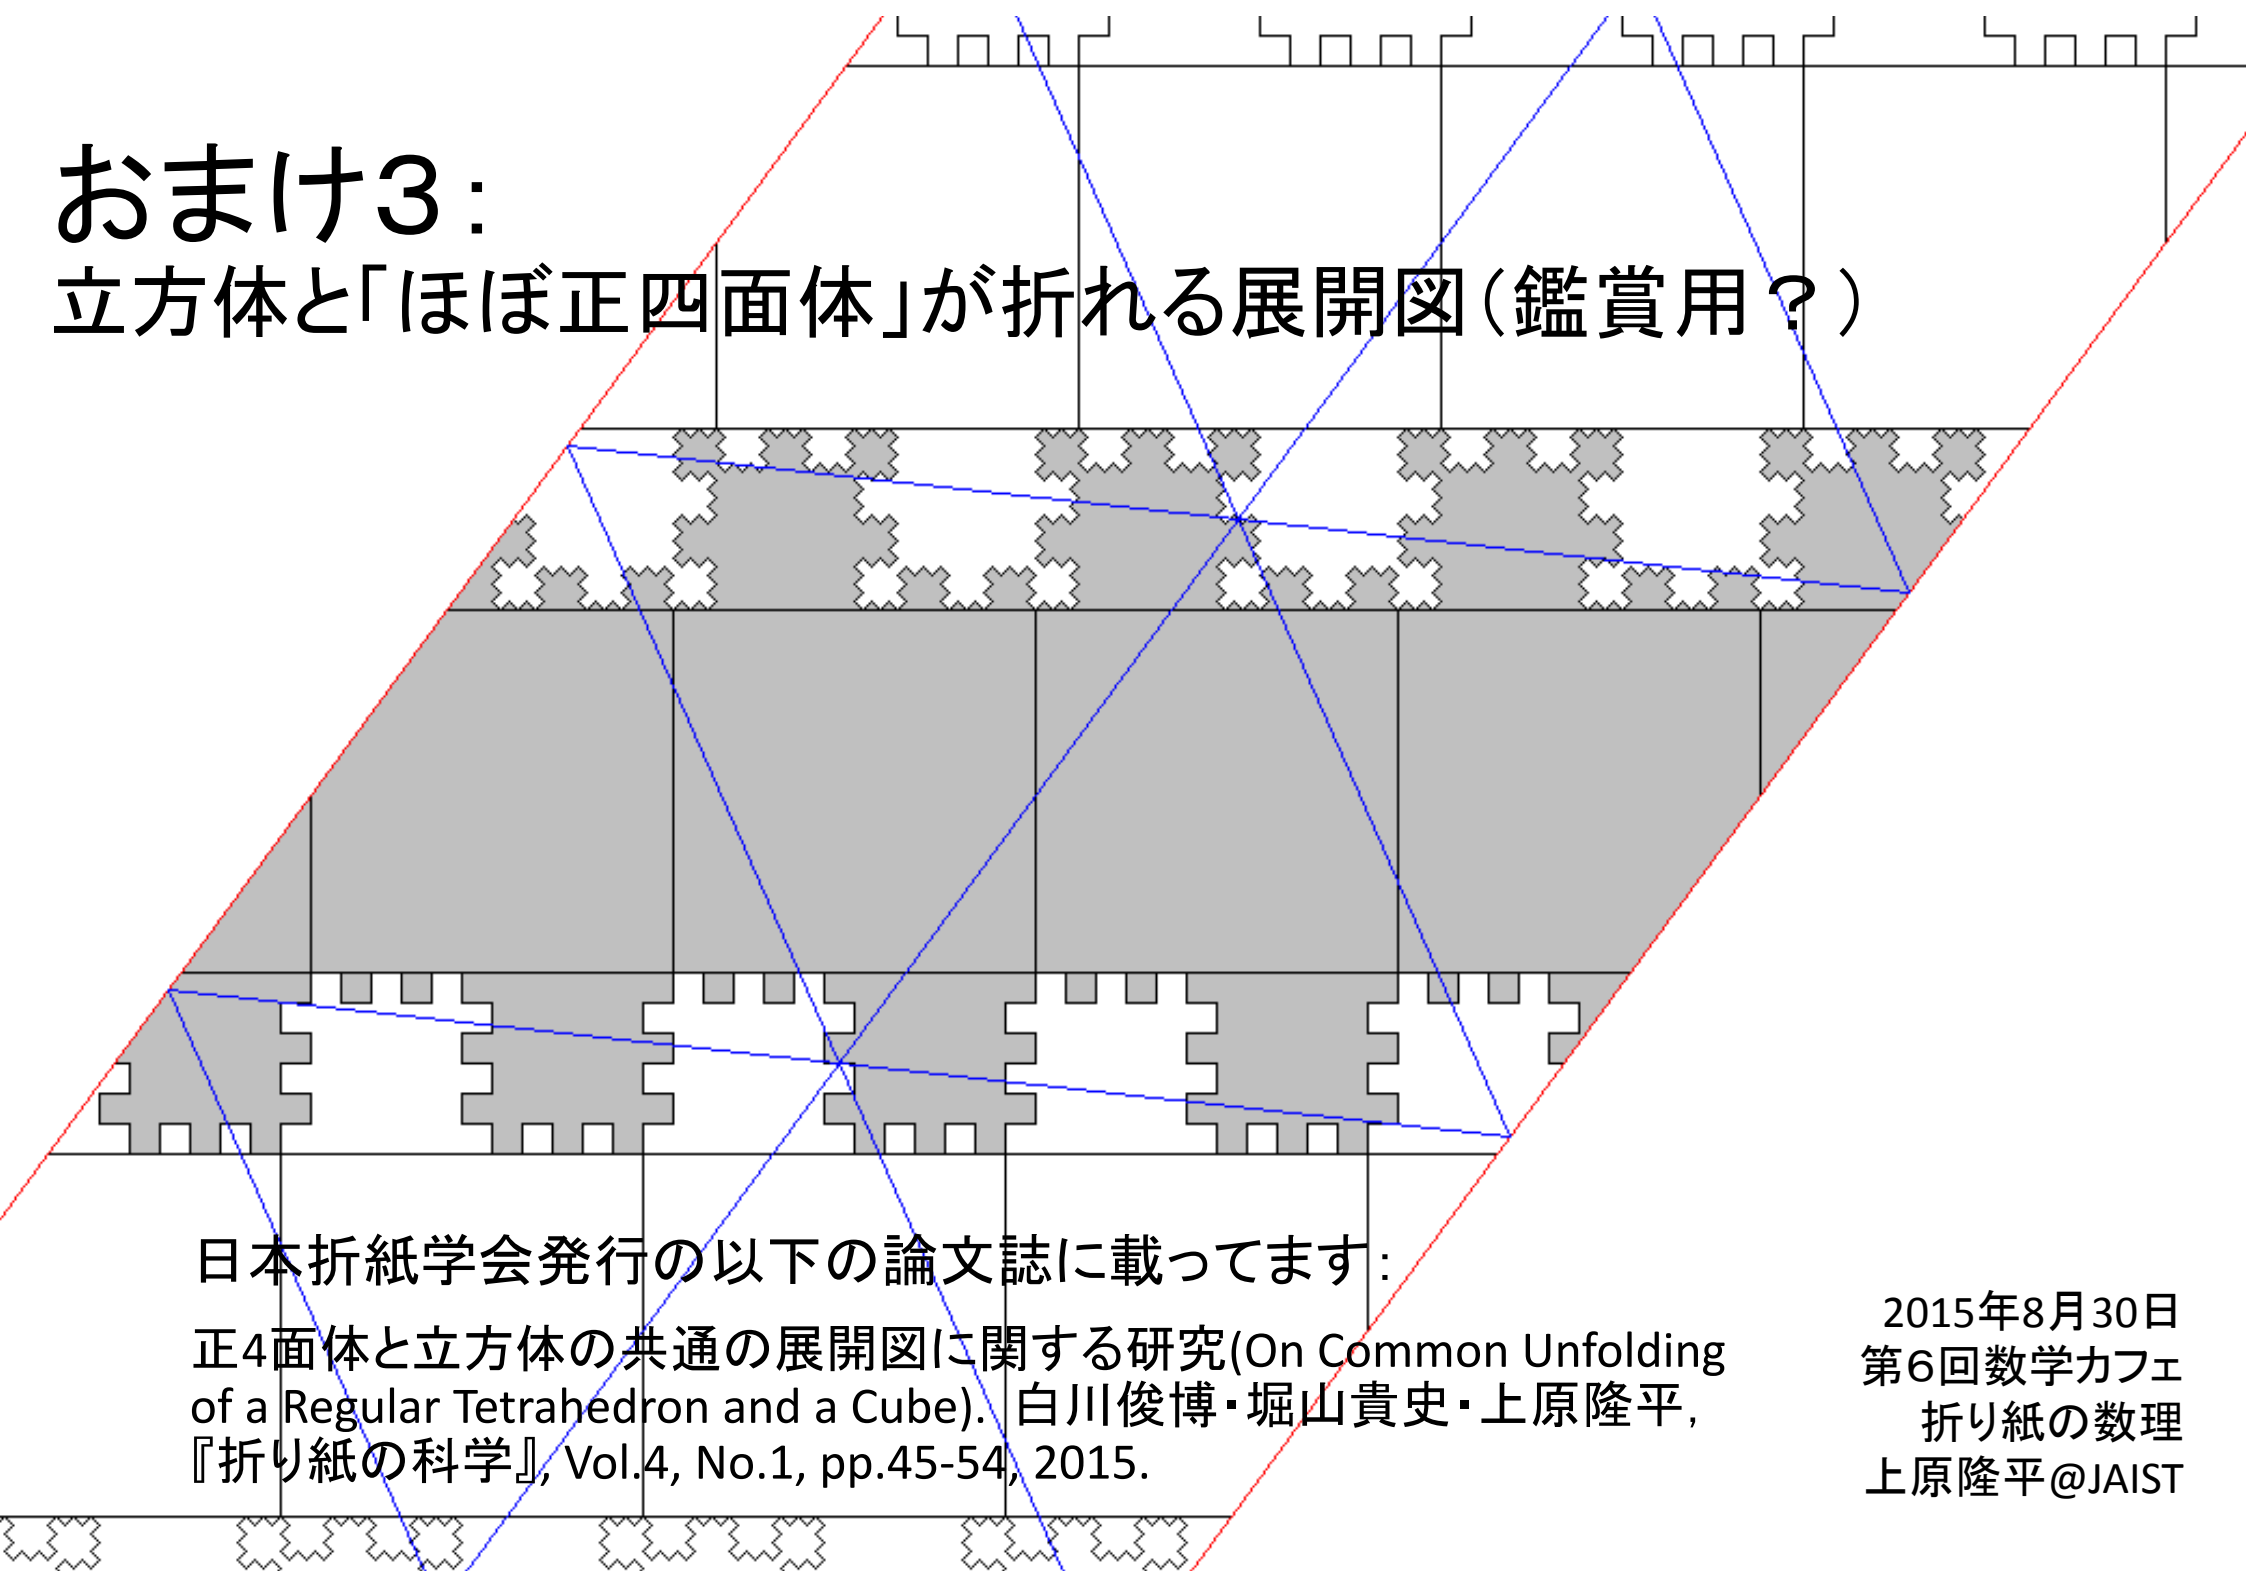 おまけ３：
立方体と「ほぼ正四面体」が折れる展開図（鑑賞用？）
日本折紙学会発行の以下の論文誌に載ってます：
正4面体と立方体の共通の展開図に関する研究(On Common Unfolding
of a Regular Tetrahedron and a Cube). 白川俊博・堀山貴史・上原隆平,
『折り紙の科学』, Vol.4, No.1, pp.45-54, 2015.
2015年8月30日
第６回数学カフェ
折り紙の数理
上原隆平@JAIST